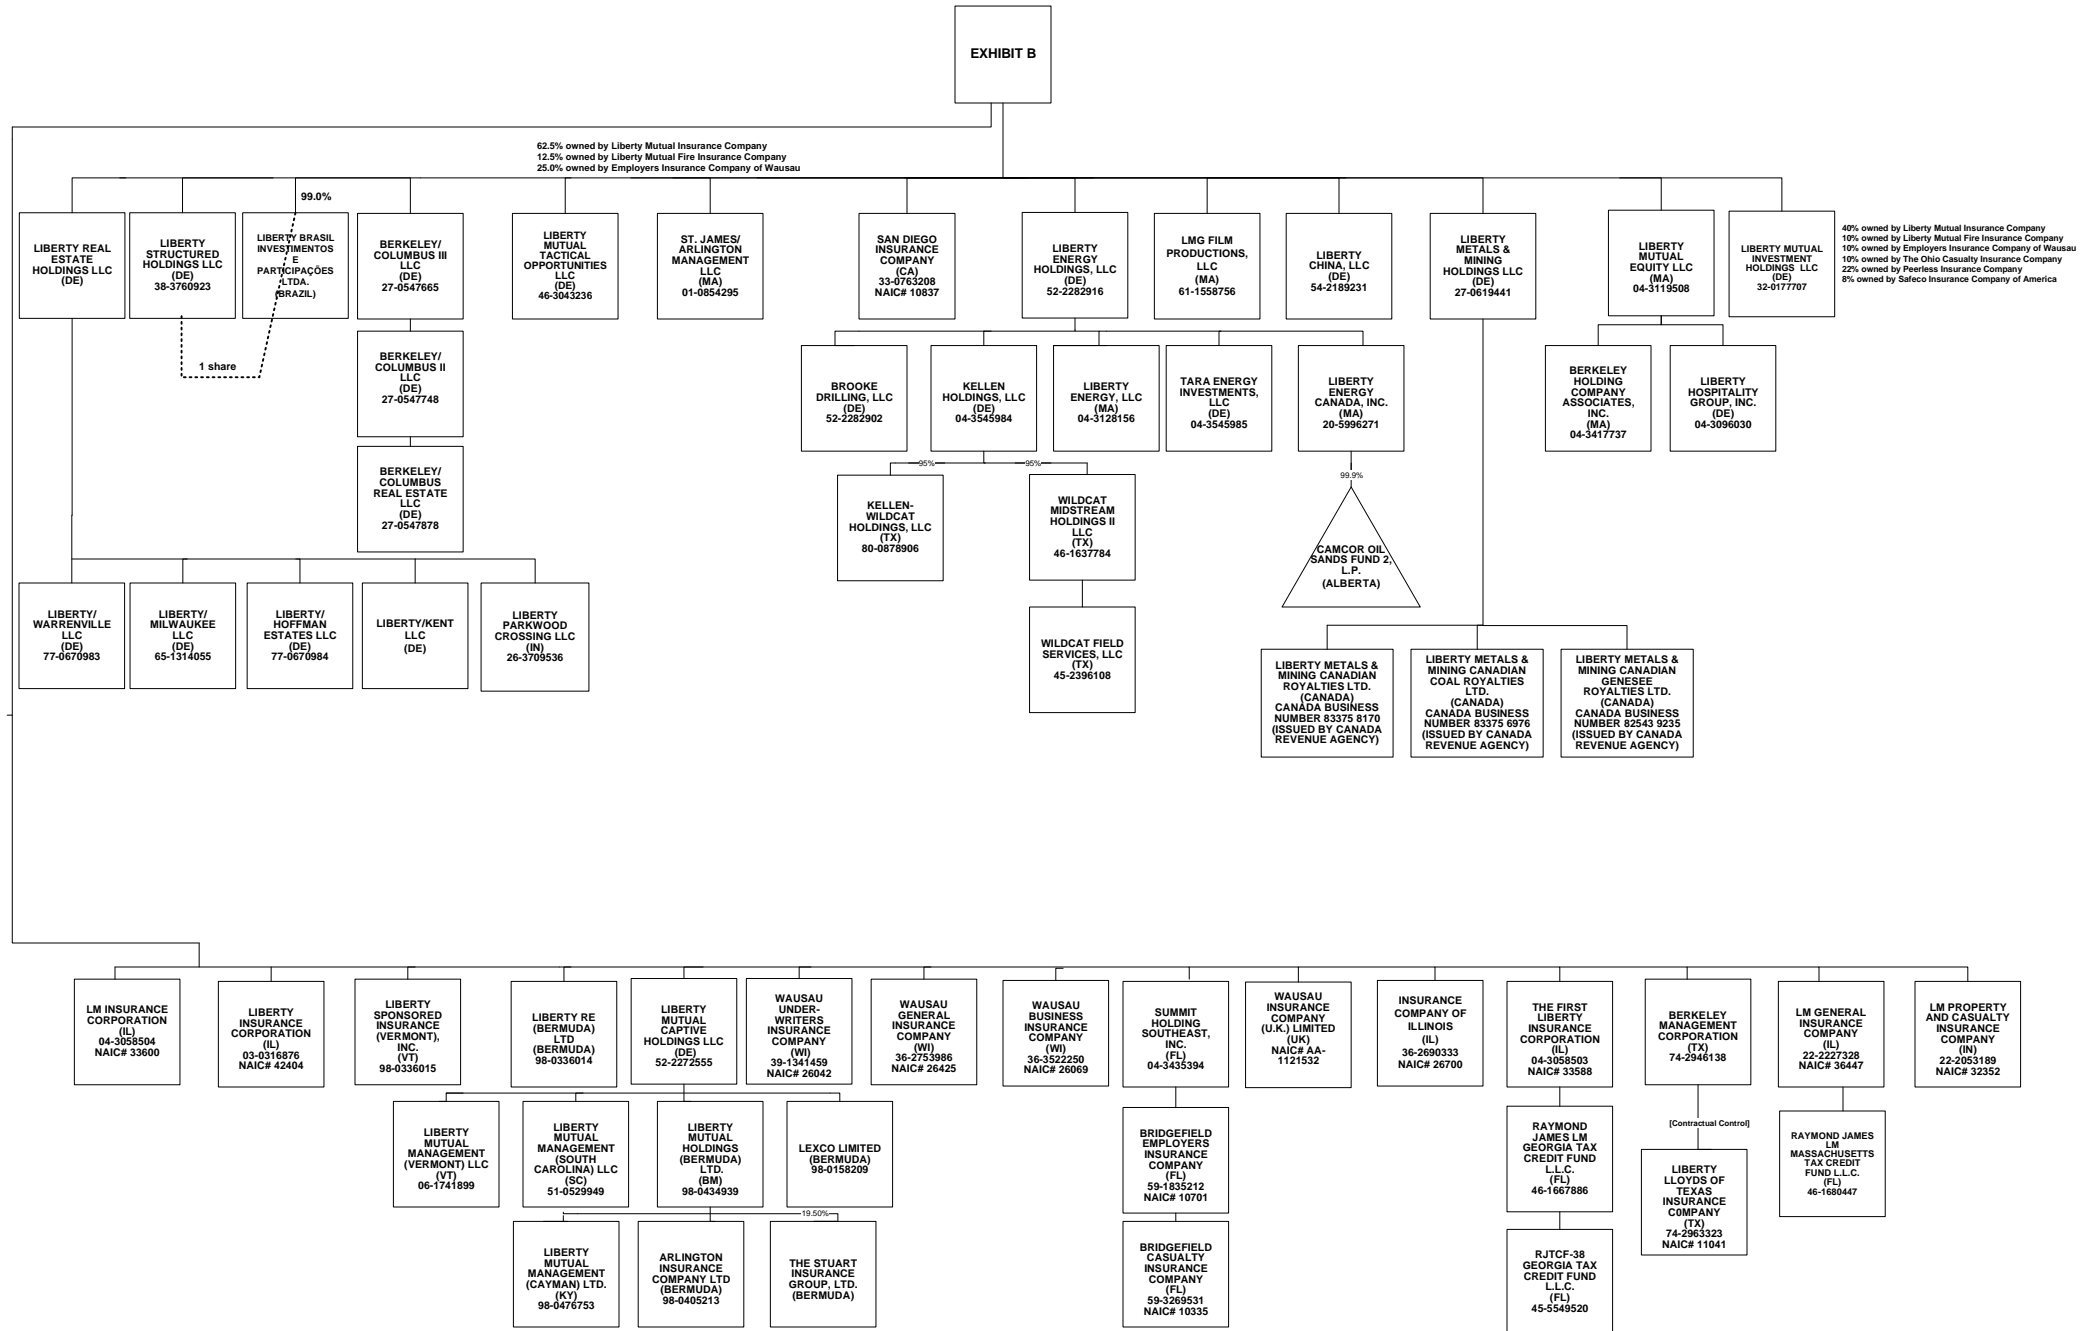 EXHIBIT B
62.5% owned by Liberty Mutual Insurance Company
12.5% owned by Liberty Mutual Fire Insurance Company
25.0% owned by Employers Insurance Company of Wausau
99.0%
LIBERTY REAL
ESTATE
HOLDINGS LLC
(DE)
LIBERTY
STRUCTURED
HOLDINGS LLC
(DE)
38-3760923
LIBERTY BRASIL
INVESTIMENTOS
E
PARTICIPAÇÕES
LTDA.
(BRAZIL)
BERKELEY/
COLUMBUS III
LLC
(DE)
27-0547665
LIBERTY
MUTUAL
TACTICAL
OPPORTUNITIES
LLC
(DE)
46-3043236
ST. JAMES/
ARLINGTON
MANAGEMENT
LLC
(MA)
01-0854295
SAN DIEGO
INSURANCE
COMPANY
(CA)
33-0763208
NAIC# 10837
LIBERTY
ENERGY
HOLDINGS, LLC
(DE)
52-2282916
LMG FILM
PRODUCTIONS,
LLC
(MA)
61-1558756
LIBERTY
CHINA, LLC
(DE)
54-2189231
LIBERTY
METALS &
MINING
HOLDINGS LLC
(DE)
27-0619441
LIBERTY
MUTUAL
EQUITY LLC
(MA)
04-3119508
LIBERTY MUTUAL
INVESTMENT
HOLDINGS LLC
(DE)
32-0177707
40% owned by Liberty Mutual Insurance Company
10% owned by Liberty Mutual Fire Insurance Company
10% owned by Employers Insurance Company of Wausau
10% owned by The Ohio Casualty Insurance Company
22% owned by Peerless Insurance Company
8% owned by Safeco Insurance Company of America
1 share
BERKELEY/
COLUMBUS II
LLC
(DE)
27-0547748
BROOKE
DRILLING, LLC
(DE)
52-2282902
KELLEN
HOLDINGS, LLC
(DE)
04-3545984
LIBERTY
ENERGY, LLC
(MA)
04-3128156
TARA ENERGY
INVESTMENTS,
LLC
(DE)
04-3545985
LIBERTY
ENERGY
CANADA, INC.
(MA)
20-5996271
BERKELEY
HOLDING
COMPANY
ASSOCIATES,
INC.
(MA)
04-3417737
LIBERTY
HOSPITALITY
GROUP, INC.
(DE)
04-3096030
BERKELEY/
COLUMBUS
REAL ESTATE
LLC
(DE)
27-0547878
95%
95%
99.9%
KELLEN-
WILDCAT
HOLDINGS, LLC
(TX)
80-0878906
WILDCAT
MIDSTREAM
HOLDINGS II
LLC
(TX)
46-1637784
CAMCOR OIL
SANDS FUND 2,
L.P.
(ALBERTA)
LIBERTY/
WARRENVILLE
LLC
(DE)
77-0670983
LIBERTY/
MILWAUKEE
LLC
(DE)
65-1314055
LIBERTY/
HOFFMAN
ESTATES LLC
(DE)
77-0670984
LIBERTY/KENT
LLC
(DE)
LIBERTY
PARKWOOD
CROSSING LLC
(IN)
26-3709536
WILDCAT FIELD
SERVICES, LLC
(TX)
45-2396108
LIBERTY METALS &
MINING CANADIAN
ROYALTIES LTD.
(CANADA)
CANADA BUSINESS
NUMBER 83375 8170
(ISSUED BY CANADA
REVENUE AGENCY)
LIBERTY METALS &
MINING CANADIAN
COAL ROYALTIES
LTD.
(CANADA)
CANADA BUSINESS
NUMBER 83375 6976
(ISSUED BY CANADA
REVENUE AGENCY)
LIBERTY METALS &
MINING CANADIAN
GENESEE
ROYALTIES LTD.
(CANADA)
CANADA BUSINESS
NUMBER 82543 9235
(ISSUED BY CANADA
REVENUE AGENCY)
LM INSURANCE
CORPORATION
(IL)
04-3058504
NAIC# 33600
LIBERTY
INSURANCE
CORPORATION
(IL)
03-0316876
NAIC# 42404
LIBERTY
SPONSORED
INSURANCE
(VERMONT),
INC.
(VT)
98-0336015
LIBERTY RE
(BERMUDA)
LTD
(BERMUDA)
98-0336014
LIBERTY
MUTUAL
CAPTIVE
HOLDINGS LLC
(DE)
52-2272555
WAUSAU
UNDER-
WRITERS
INSURANCE
COMPANY
(WI)
39-1341459
NAIC# 26042
WAUSAU
GENERAL
INSURANCE
COMPANY
(WI)
36-2753986
NAIC# 26425
WAUSAU
BUSINESS
INSURANCE
COMPANY
(WI)
36-3522250
NAIC# 26069
SUMMIT
HOLDING
SOUTHEAST,
INC.
(FL)
04-3435394
WAUSAU
INSURANCE
COMPANY
(U.K.) LIMITED
(UK)
NAIC# AA-
1121532
INSURANCE
COMPANY OF
ILLINOIS
(IL)
36-2690333
NAIC# 26700
THE FIRST
LIBERTY
INSURANCE
CORPORATION
(IL)
04-3058503
NAIC# 33588
BERKELEY
MANAGEMENT
CORPORATION
(TX)
74-2946138
LM GENERAL
INSURANCE
COMPANY
(IL)
22-2227328
NAIC# 36447
LM PROPERTY
AND CASUALTY
INSURANCE
COMPANY
(IN)
22-2053189
NAIC# 32352
LIBERTY
MUTUAL
MANAGEMENT
(VERMONT) LLC
(VT)
06-1741899
LIBERTY
MUTUAL
MANAGEMENT
(SOUTH
CAROLINA) LLC
(SC)
51-0529949
LIBERTY
MUTUAL
HOLDINGS
(BERMUDA)
LTD.
(BM)
98-0434939
LEXCO LIMITED
(BERMUDA)
98-0158209
BRIDGEFIELD
EMPLOYERS
INSURANCE
COMPANY
(FL)
59-1835212
NAIC# 10701
RAYMOND
JAMES LM
GEORGIA TAX
CREDIT FUND
L.L.C.
(FL)
46-1667886
[Contractual Control]
LIBERTY
LLOYDS OF
TEXAS
INSURANCE
C0MPANY
(TX)
74-2963323
NAIC# 11041
RAYMOND JAMES
LM
MASSACHUSETTS
TAX CREDIT
FUND L.L.C.
(FL)
46-1680447
19.50%
LIBERTY
MUTUAL
MANAGEMENT
(CAYMAN) LTD.
(KY)
98-0476753
ARLINGTON
INSURANCE
COMPANY LTD
(BERMUDA)
98-0405213
THE STUART
INSURANCE
GROUP, LTD.
(BERMUDA)
BRIDGEFIELD
CASUALTY
INSURANCE
COMPANY
(FL)
59-3269531
NAIC# 10335
RJTCF-38
GEORGIA TAX
CREDIT FUND
L.L.C.
(FL)
45-5549520